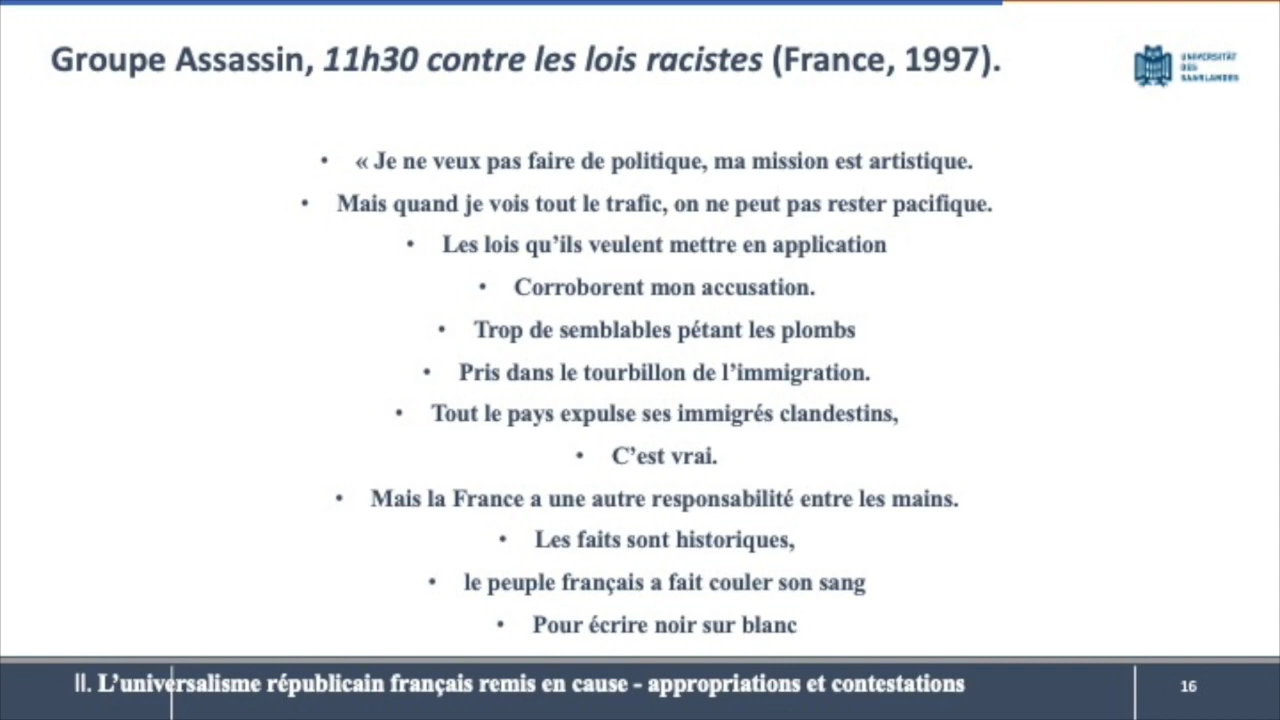 Groupe Assassin, 11h30 contre les lois racistes (France, 1997).
UNIVERSITÄT
DES
SAARLANDES
• « Je ne veux pas faire de politique, ma mission est artistique.
• Mais quand je vois tout le trafic, on ne peut pas rester pacifique.
• Les lois qu’ils veulent mettre en application
• Corroborent mon accusation.
• Trop de semblables pétant les plombs
• Pris dans le tourbillon de l’immigration.
• Tout le pays expulse ses immigrés clandestins,
• C’est vrai.
• Mais la France a une autre responsabilité entre les mains.
• Les faits sont historiques,
• le peuple français a fait couler son sang
• Pour écrire noir sur blanc
II. L’universalisme républicain français remis en cause - appropriations et contestations
16